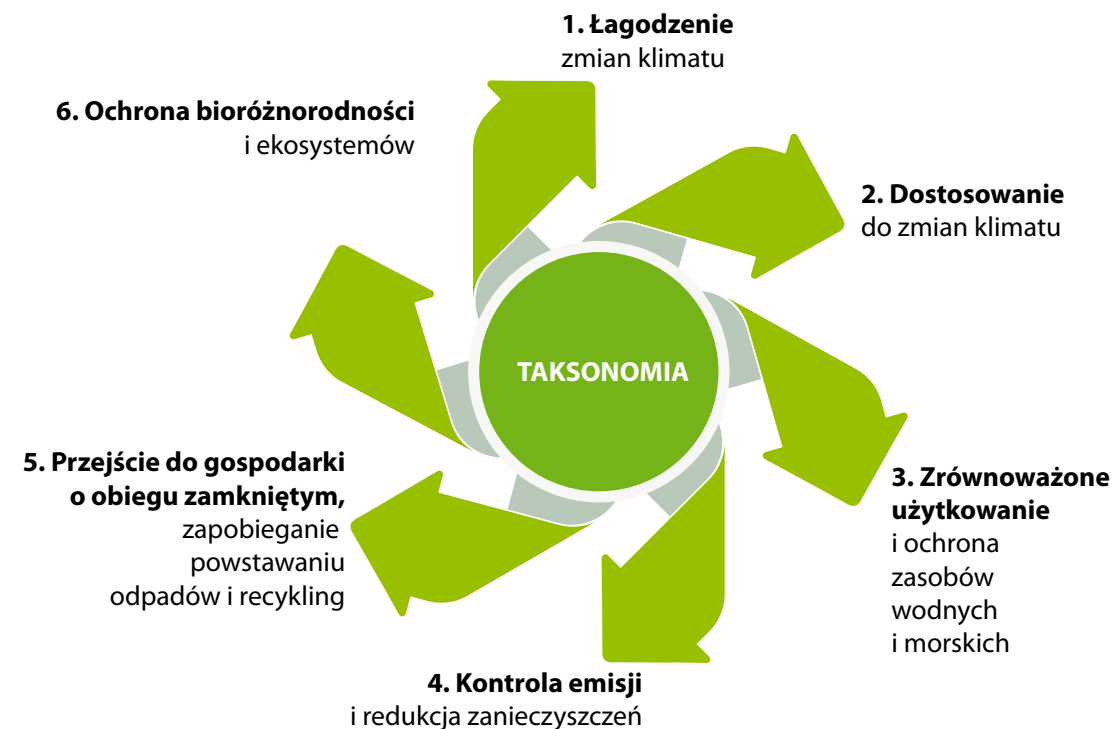 1. Łagodzenie
zmian klimatu
2. Dostosowanie
do zmian klimatu
3. Zrównoważone
użytkowanie
i ochrona
zasobów
wodnych
i morskich
4. Kontrola emisji
i redukcja zanieczyszczeń
5. Przejście do gospodarki
o obiegu zamkniętym,
zapobieganie
powstawaniu
odpadów i recykling
6. Ochrona bioróżnorodności
i ekosystemów
TAKSONOMIA